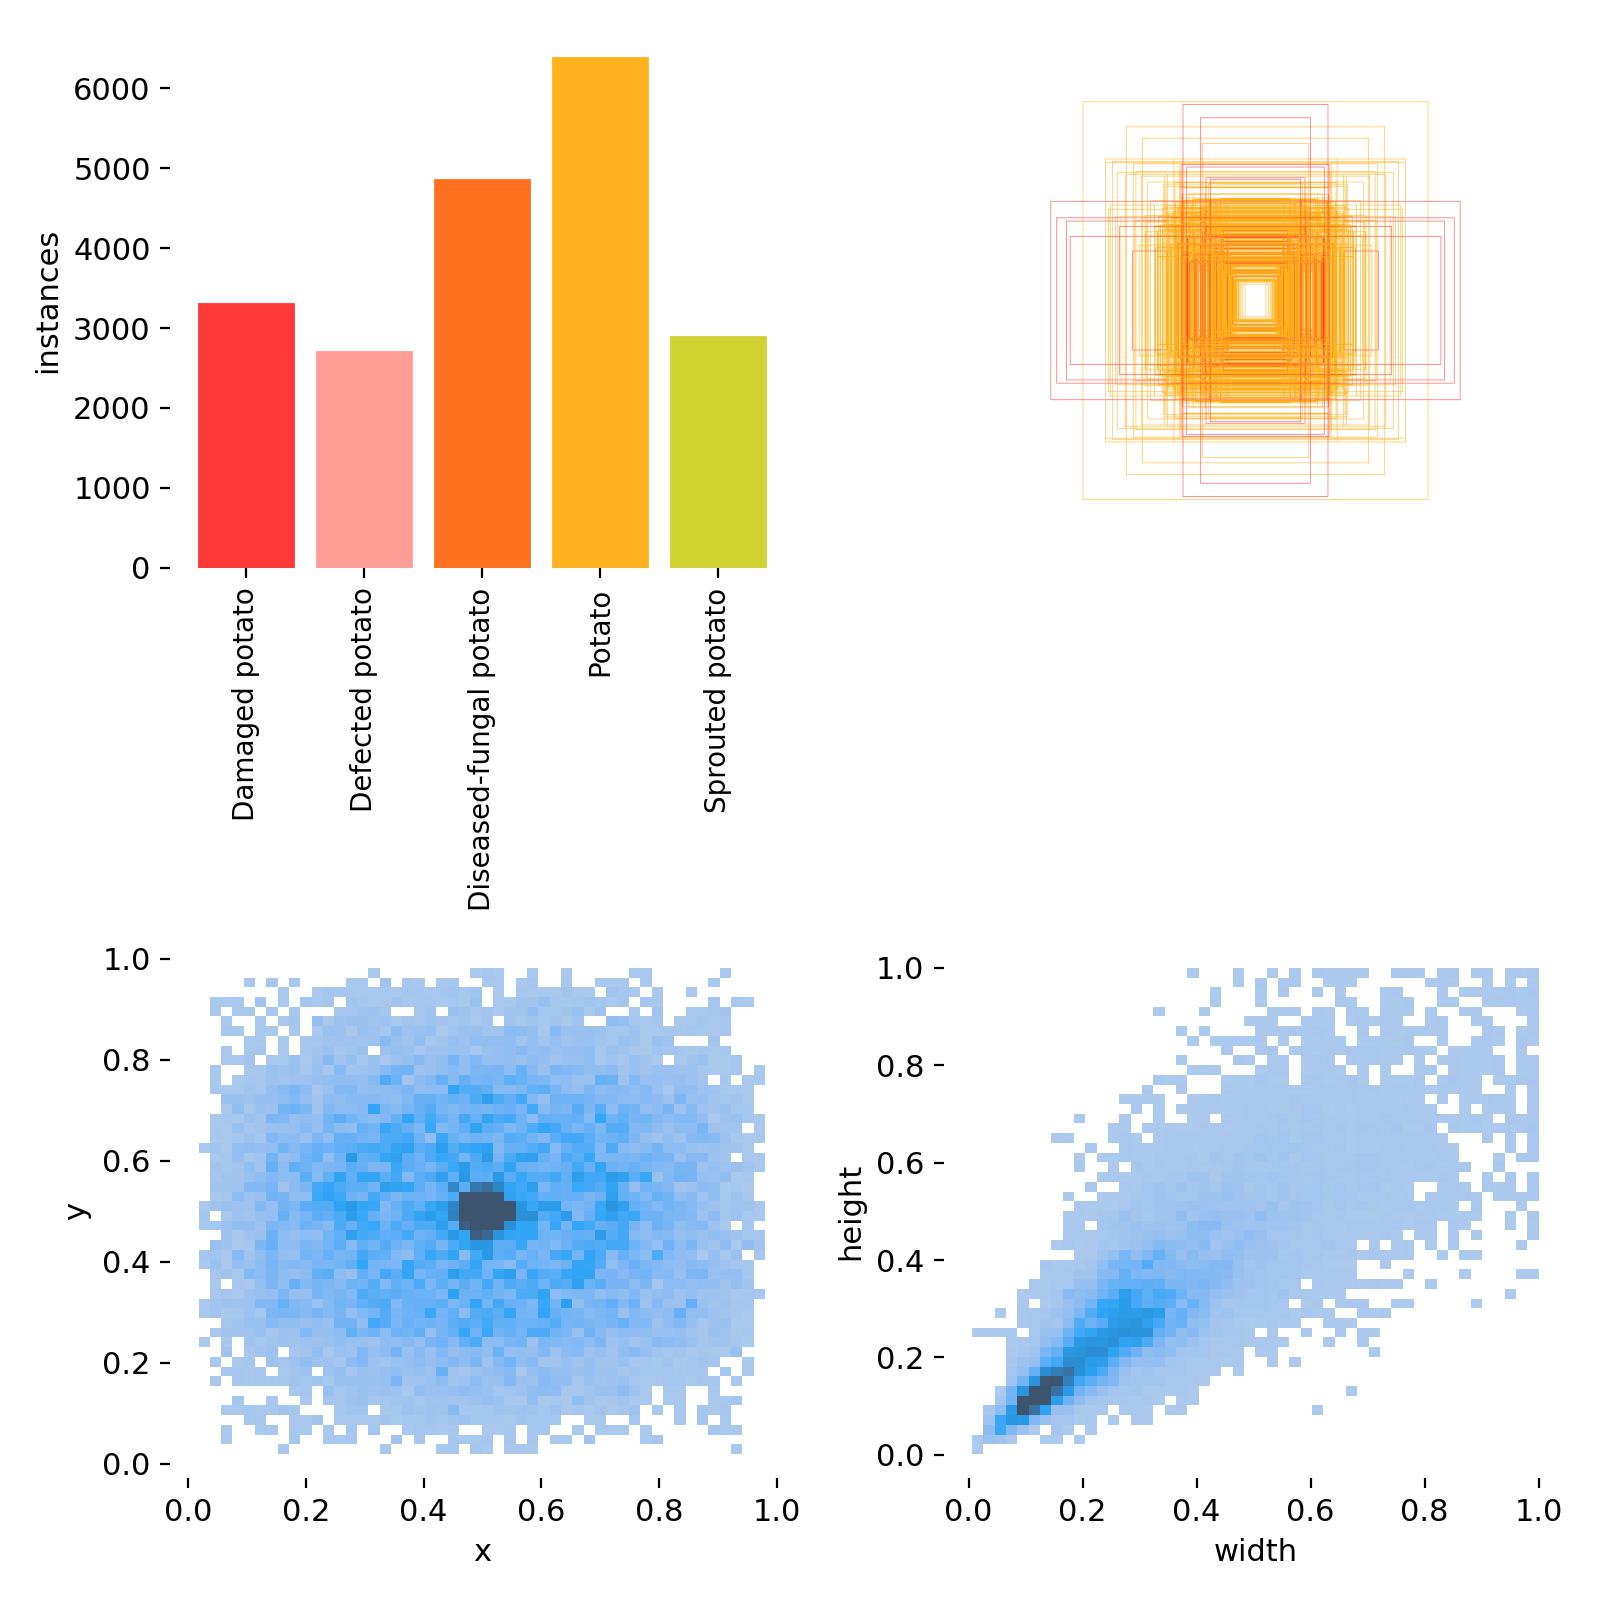 instances
6000
5000
4000
3000
2000
1000
0
Damaged potato
Defected potato
Diseased-fungal potato
Potato
Sprouted potato
y
1.0
0.8
0.6
0.4
0.2
0.0
0.0 0.2 0.4 0.6 0.8 1.0
x
height
1.0
0.8
0.6
0.4
0.2
0.0
0.0 0.2 0.4 0.6 0.8 1.0
width